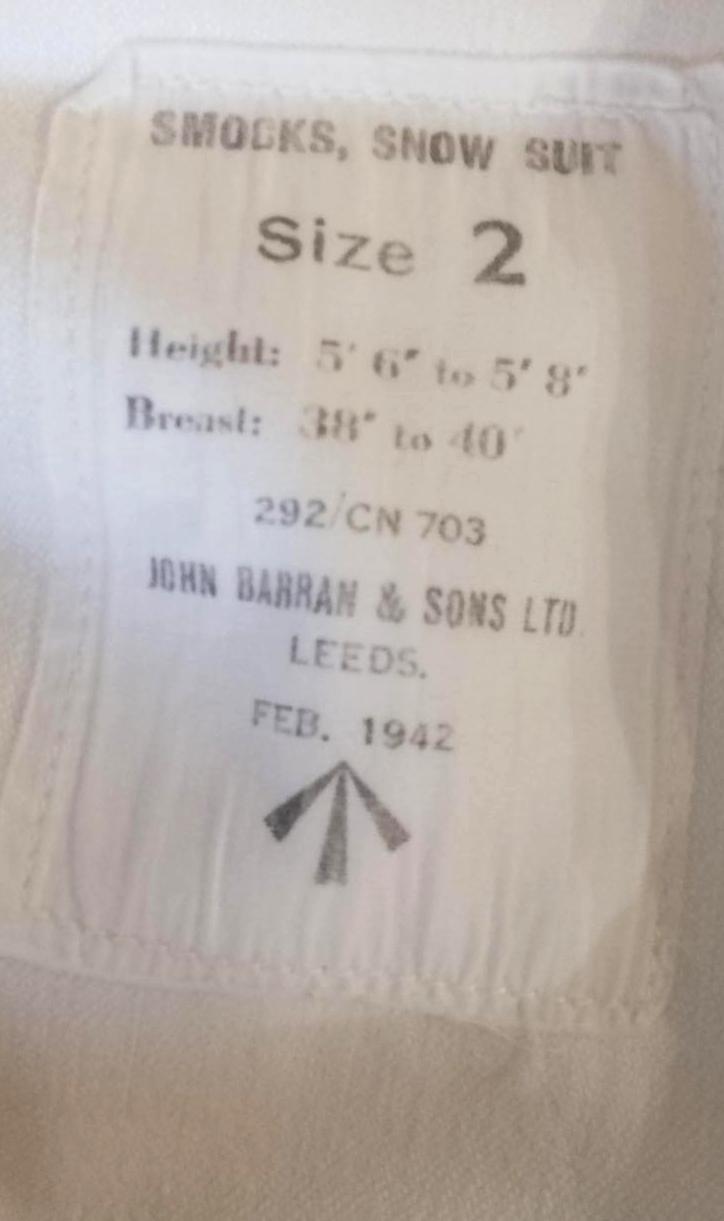 SMOCKS, SNOW SUIT
Size 2
Height: 5' 6" to 5' 8"
Breast: 38" to 40"
292/CN 703
JOHN BARRAN & SONS LTD.
LEEDS.
FEB. 1942